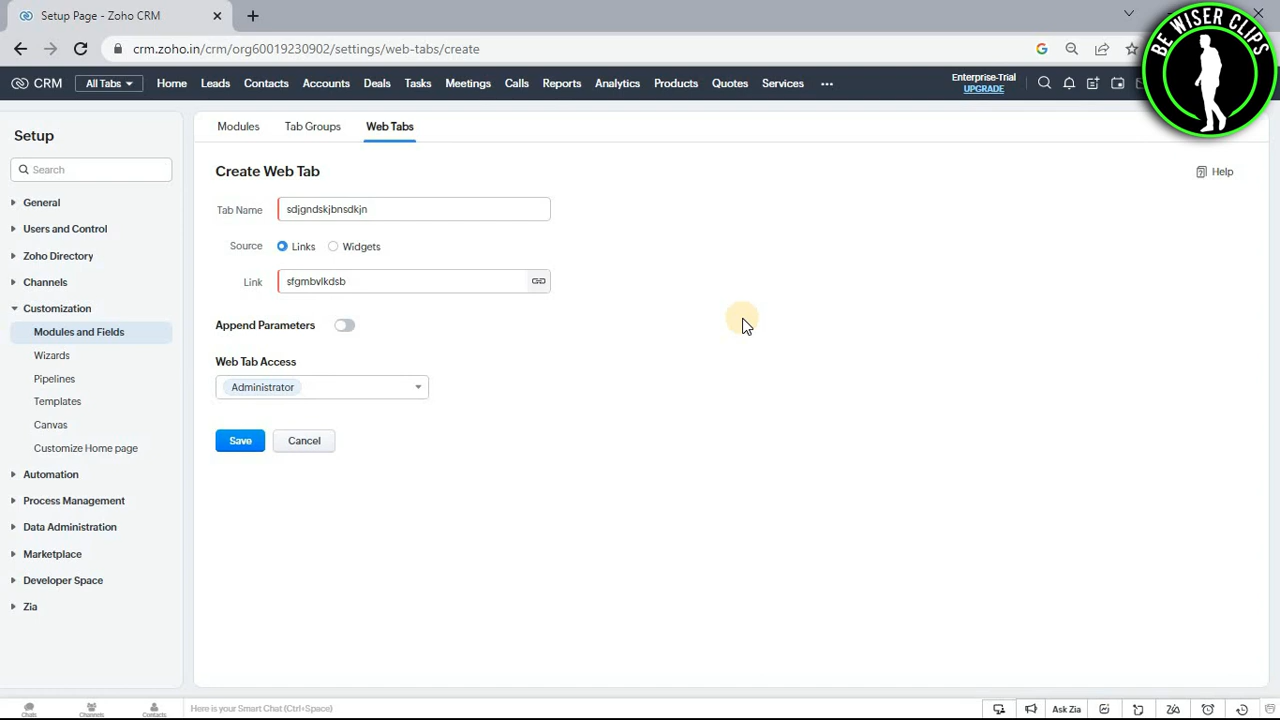 Setup Page - Zoho CRM
crm.zoho.in/crm/org60019230902/settings/web-tabs/create
BE WISER CLIPS
CRM All Tabs Home Leads Contacts Accounts Deals Tasks Meetings Calls Reports Analytics Products Quotes Services ... Enterprise-Trial
UPGRADE
Setup
Search
General
Users and Control
Zoho Directory
Channels
Customization
Modules and Fields
Wizards
Pipelines
Templates
Canvas
Customize Home page
Automation
Process Management
Data Administration
Marketplace
Developer Space
Zia
Modules Tab Groups Web Tabs
Create Web Tab
Help
Tab Name sdjgndskjbnsdkjn
Source Links Widgets
Link sfgmbvlkdsb
Append Parameters
Web Tab Access
Administrator
Save Cancel
Chats Channels Contacts Here is your Smart Chat (Ctrl+Space) Ask Zia